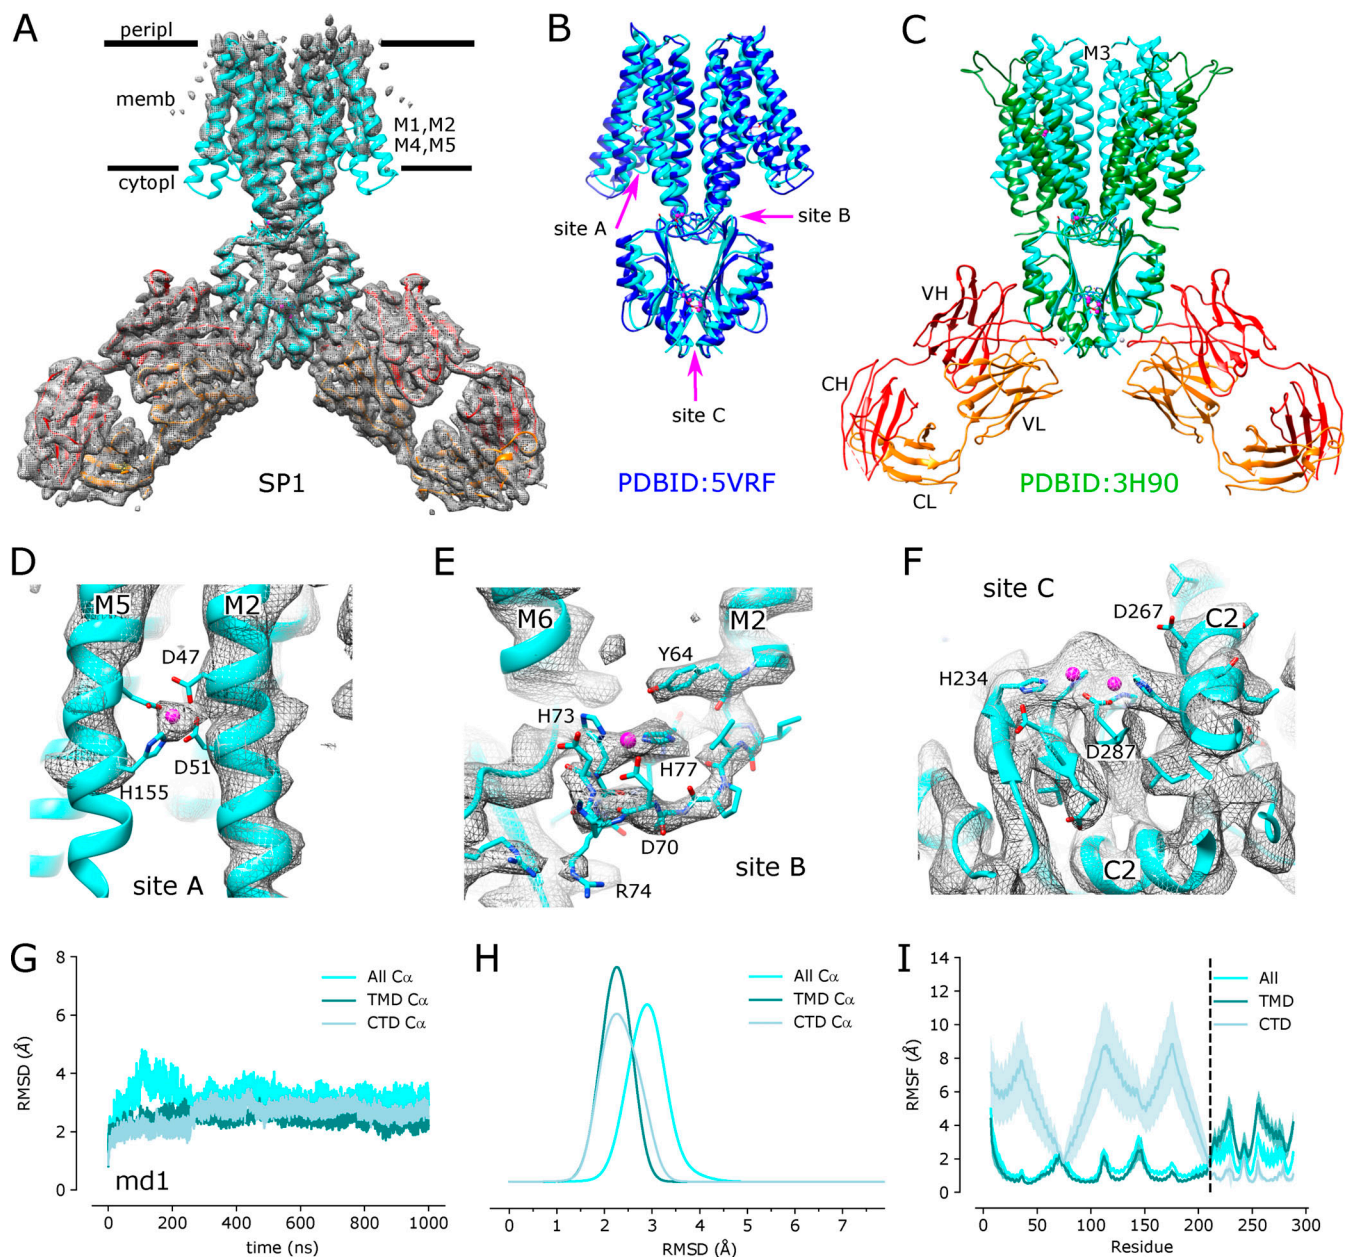 A
peripl
memb
M1,M2
M4,M5
cytopl
SP1
B
site A
site B
site C
PDBID:5VRF
C
M3
VH
CH
VL
CL
PDBID:3H90
D
M5
M2
D47
D51
H155
site A
E
M6
M2
Y64
H73
H77
D70
R74
site B
F
site C
D267
C2
H234
D287
C2
G
8
6
4
2
0
RMSD (Å)
All Cα
TMD Cα
CTD Cα
md1
0 200 400 600 800 1000
time (ns)
H
All Cα
TMD Cα
CTD Cα
0 1 2 3 4 5 6 7
RMSD (Å)
I
14
12
10
8
6
4
2
0
RMSF (Å)
All
TMD
CTD
0 50 100 150 200 250 300
Residue